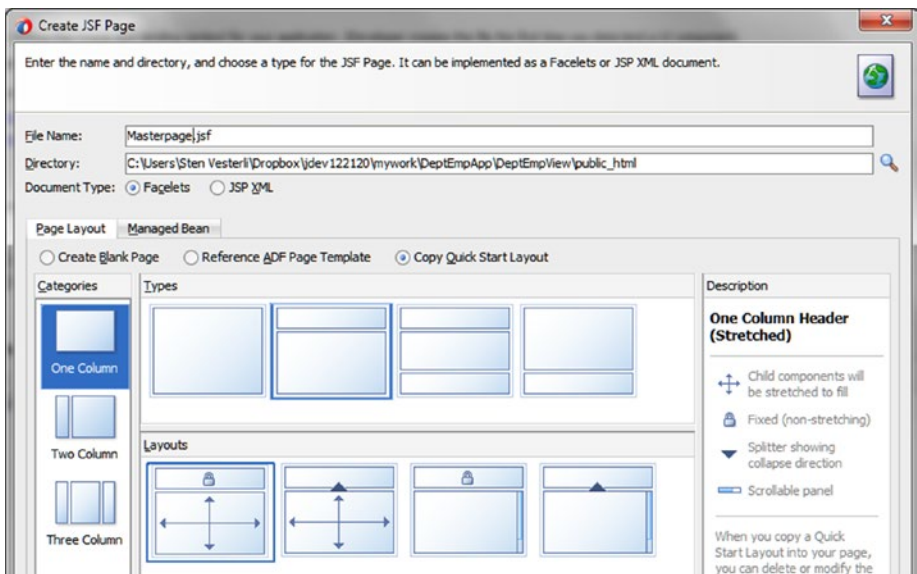 Create JSF Page
Enter the name and directory, and choose a type for the JSF Page. It can be implemented as a Facelets or JSP XML document.
File Name: Masterpage.jsf
Directory: C:\Users\Sten Vesterli\Dropbox\jdev122120\mywork\DeptEmpApp\DeptEmpView\public_html
Document Type: Facelets JSP XML
Page Layout Managed Bean
Create Blank Page Reference ADF Page Template Copy Quick Start Layout
Categories
One Column
Two Column
Three Column
Types
Layouts
Description
One Column Header
(Stretched)
Child components will
be stretched to fill
Fixed (non-stretching)
Splitter showing
collapse direction
Scrollable panel
When you copy a Quick
Start Layout into your page,
you can delete or modify the